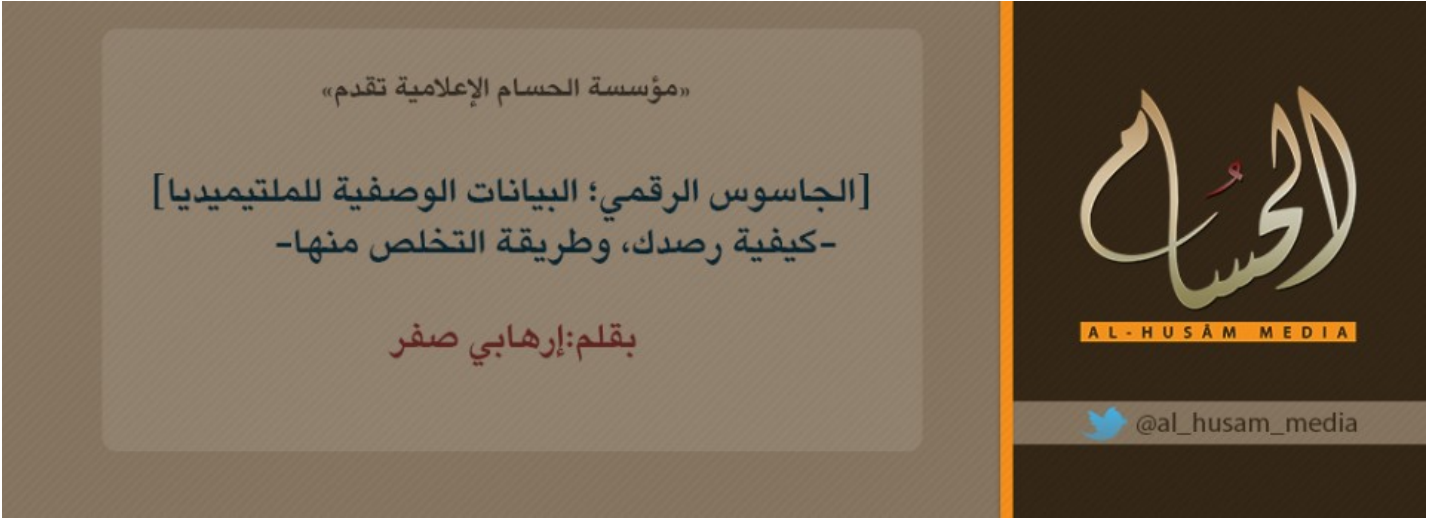 «مؤسسة الحسام الإعلامية تقدم»
[الجاسوس الرقمي؛ البيانات الوصفية للملتيميديا]
-كيفية رصدك، وطريقة التخلص منها-
بقلم:إرهابي صفر
الحسام
AL-HUSÂM MEDIA
@al_husam_media